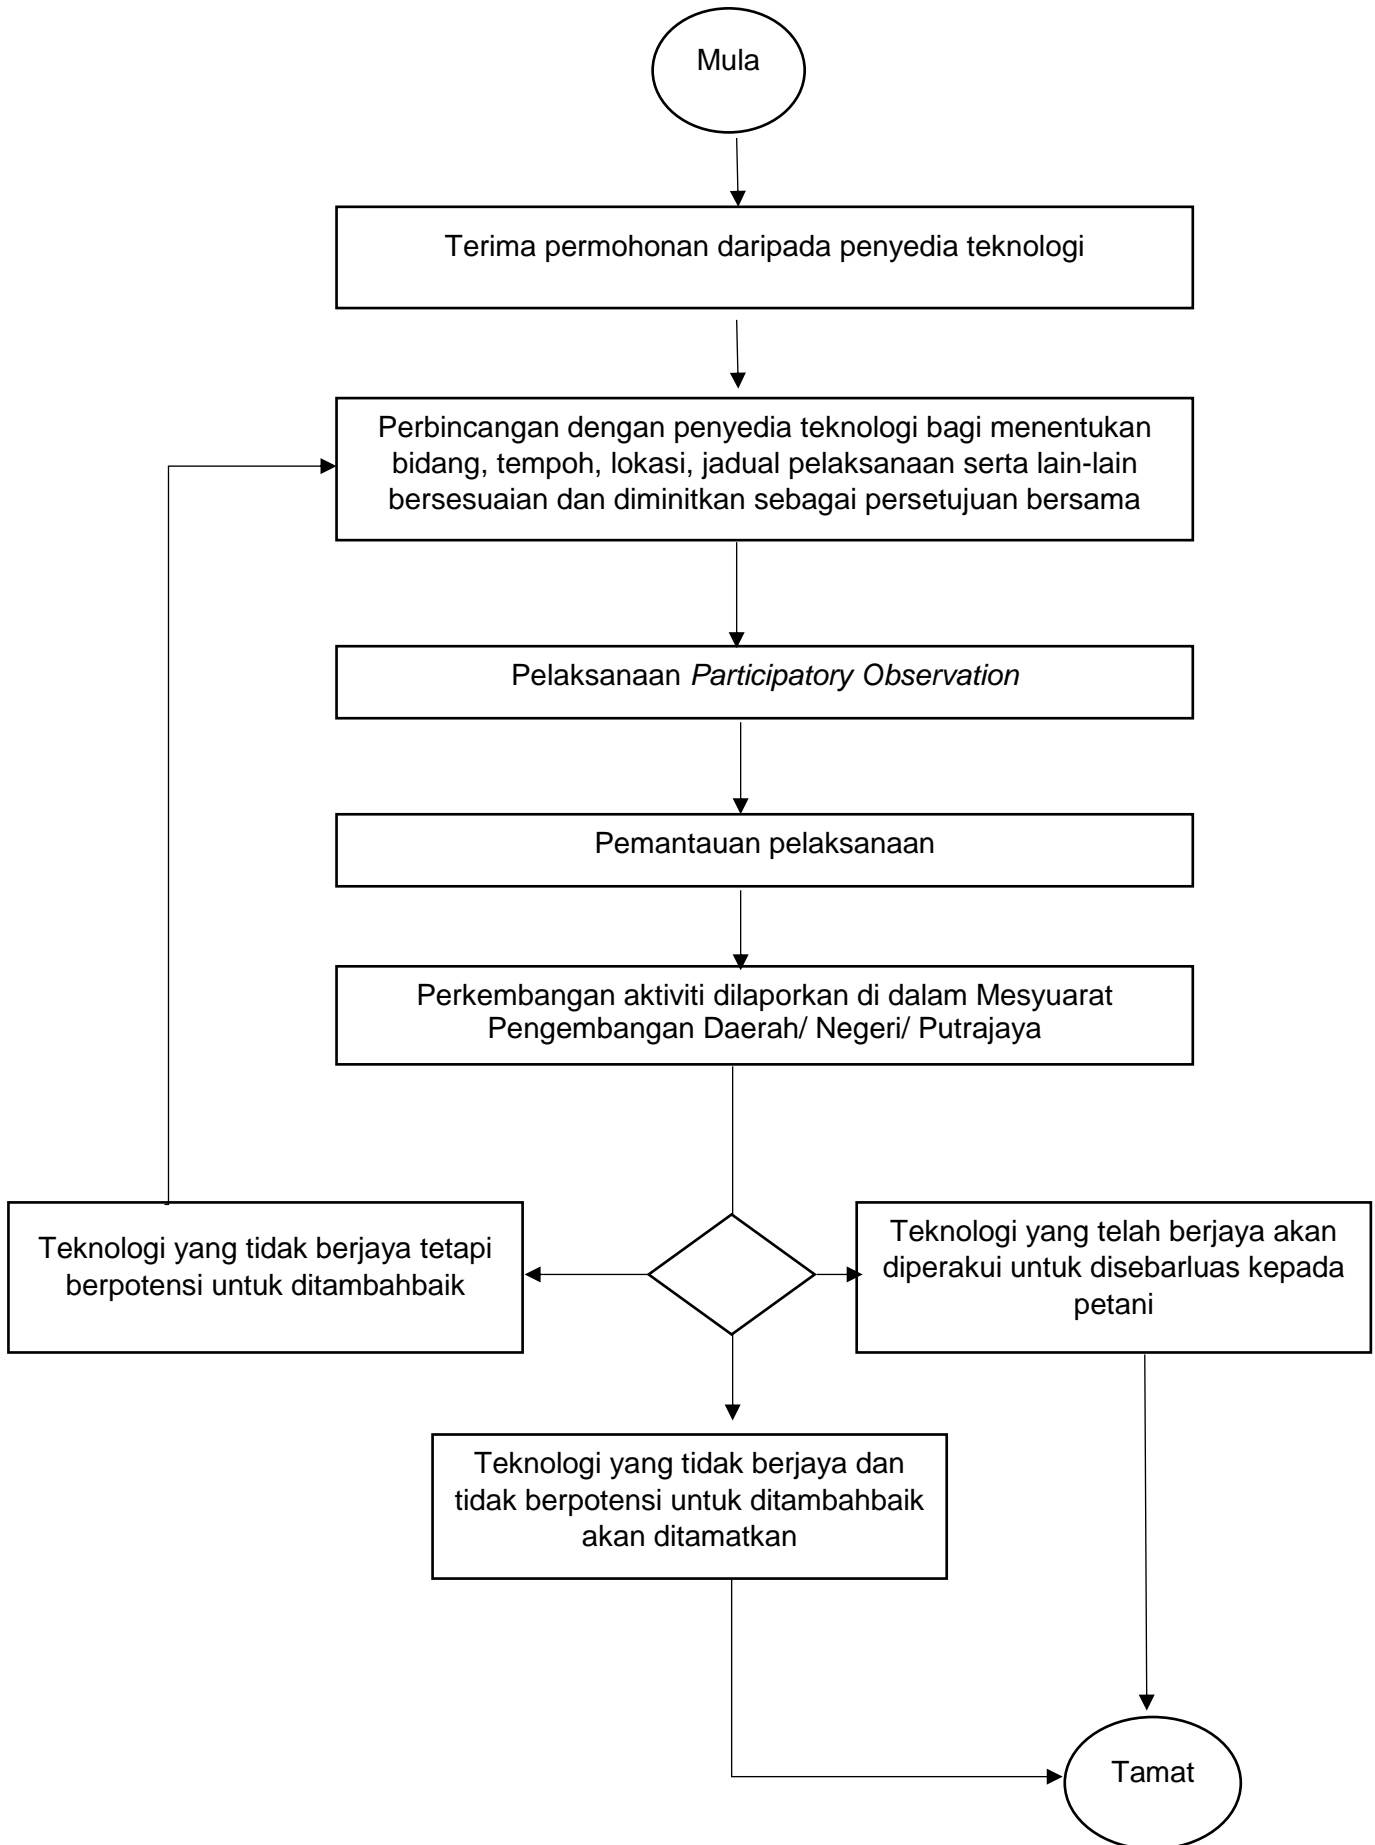 Mula
Terima permohonan daripada penyedia teknologi
Perbincangan dengan penyedia teknologi bagi menentukan
bidang, tempoh, lokasi, jadual pelaksanaan serta lain-lain
bersesuaian dan diminitkan sebagai persetujuan bersama
Pelaksanaan Participatory Observation
Pemantauan pelaksanaan
Perkembangan aktiviti dilaporkan di dalam Mesyuarat
Pengembangan Daerah/ Negeri/ Putrajaya
Teknologi yang tidak berjaya tetapi
berpotensi untuk ditambahbaik
Teknologi yang telah berjaya akan
diperakui untuk disebarluas kepada
petani
Teknologi yang tidak berjaya dan
tidak berpotensi untuk ditambahbaik
akan ditamatkan
Tamat